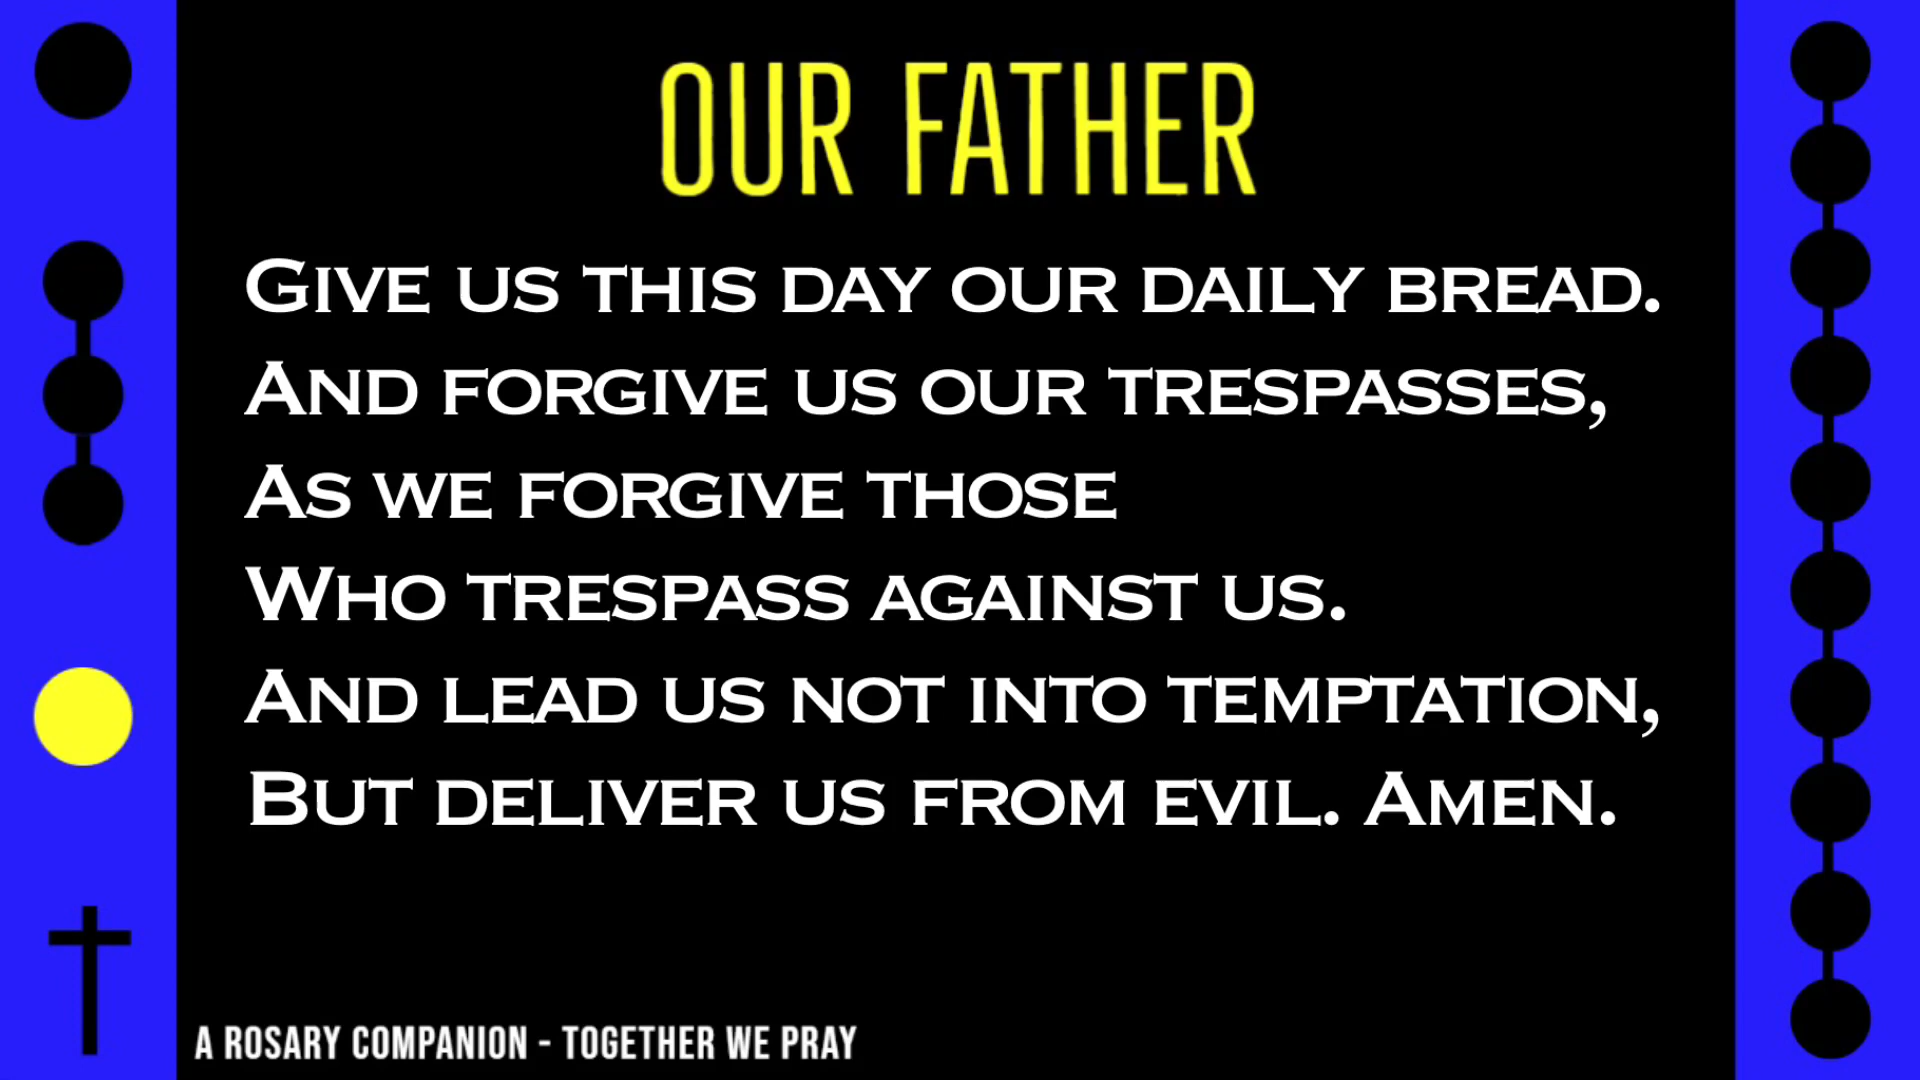 OUR FATHER
Give us this day our daily bread.
And forgive us our trespasses,
As we forgive those
Who trespass against us.
And lead us not into temptation,
But deliver us from evil. Amen.
A ROSARY COMPANION - TOGETHER WE PRAY